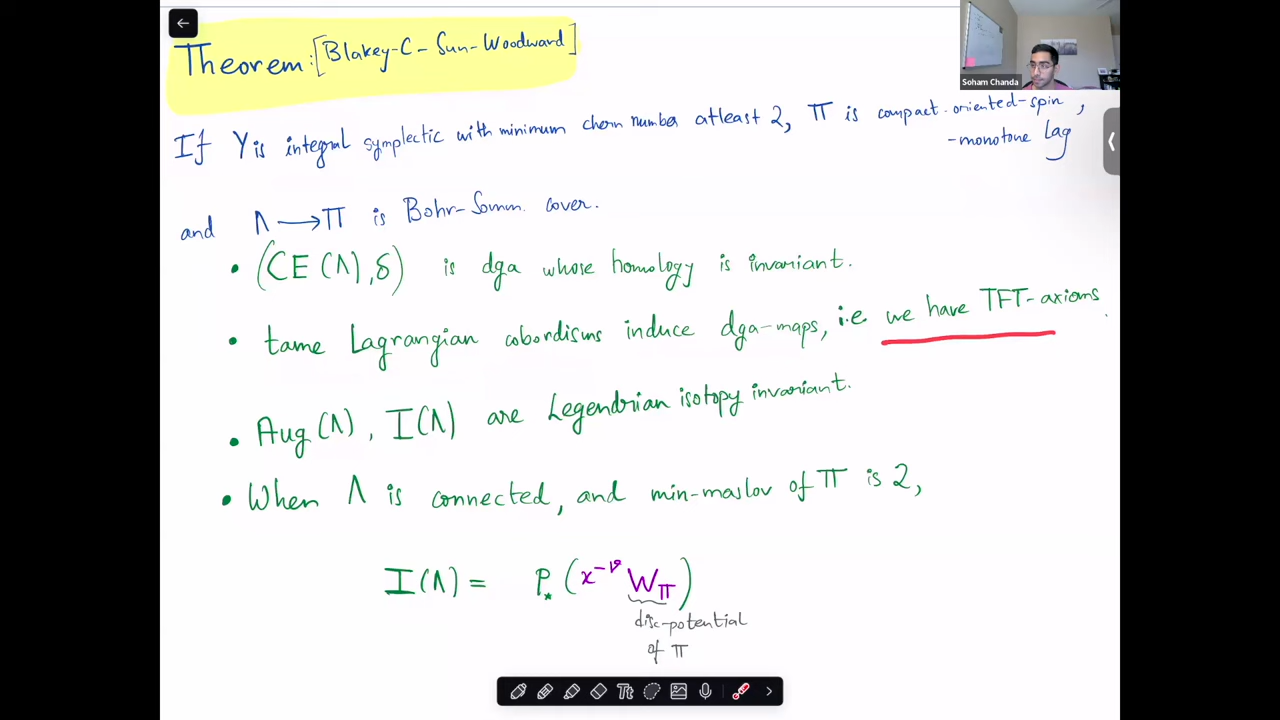 Theorem: [Blakey-C-Sun-Woodward]
Soham Chanda
If Y is integral symplectic with minimum chern number atleast 2, Π is compact-oriented-spin,
-monotone Lag
and Λ → Π is Bohr-Somm. cover.
• (CE(Λ), δ) is dga whose homology is invariant.
• tame Lagrangian cobordisms induce dga-maps, i.e we have TFT-axioms.
• Aug(Λ), I(Λ) are Legendrian isotopy invariant.
• When Λ is connected, and min-maslov of Π is 2,
I(Λ) = P_* (x^{-v} W_Π)
disc-potential
of Π
Tt